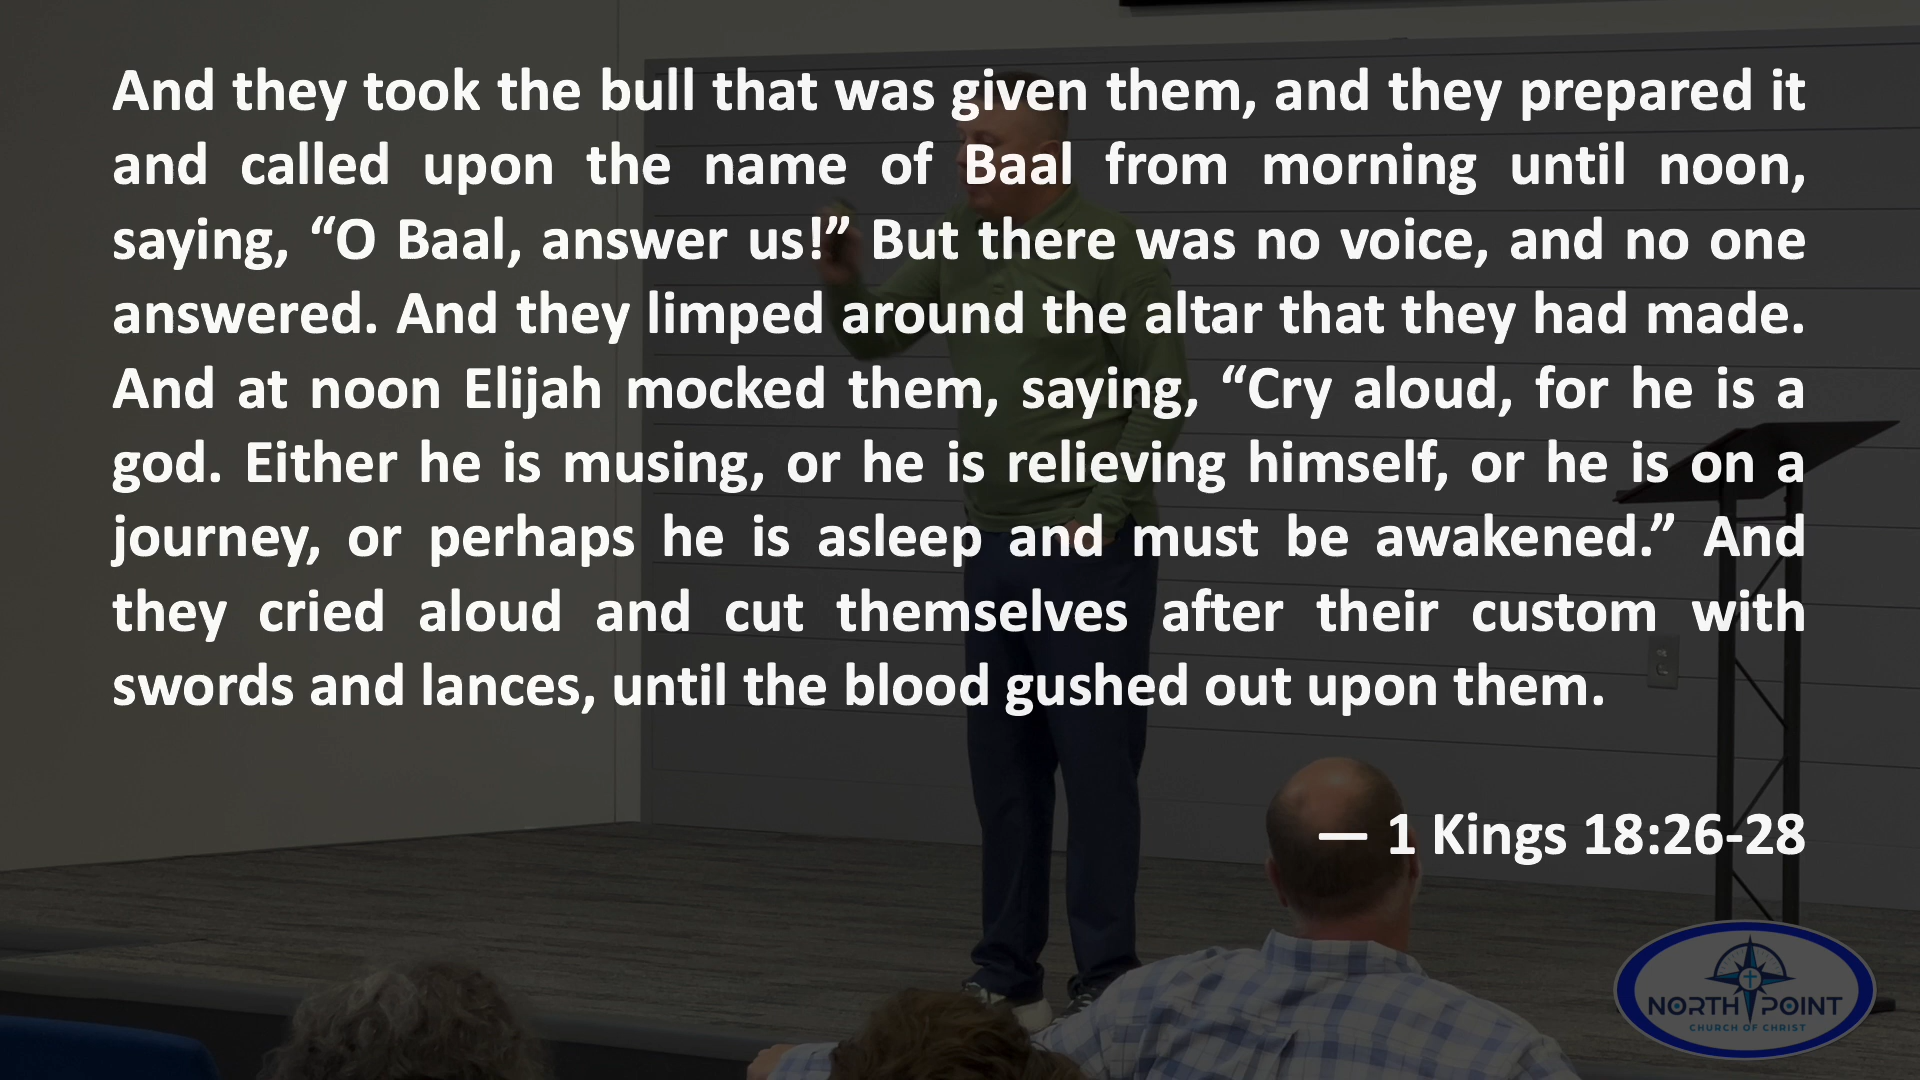 And they took the bull that was given them, and they prepared it
and called upon the name of Baal from morning until noon,
saying, “O Baal, answer us!” But there was no voice, and no one
answered. And they limped around the altar that they had made.
And at noon Elijah mocked them, saying, “Cry aloud, for he is a
god. Either he is musing, or he is relieving himself, or he is on a
journey, or perhaps he is asleep and must be awakened.” And
they cried aloud and cut themselves after their custom with
swords and lances, until the blood gushed out upon them.
— 1 Kings 18:26-28
NORTH POINT
CHURCH OF CHRIST